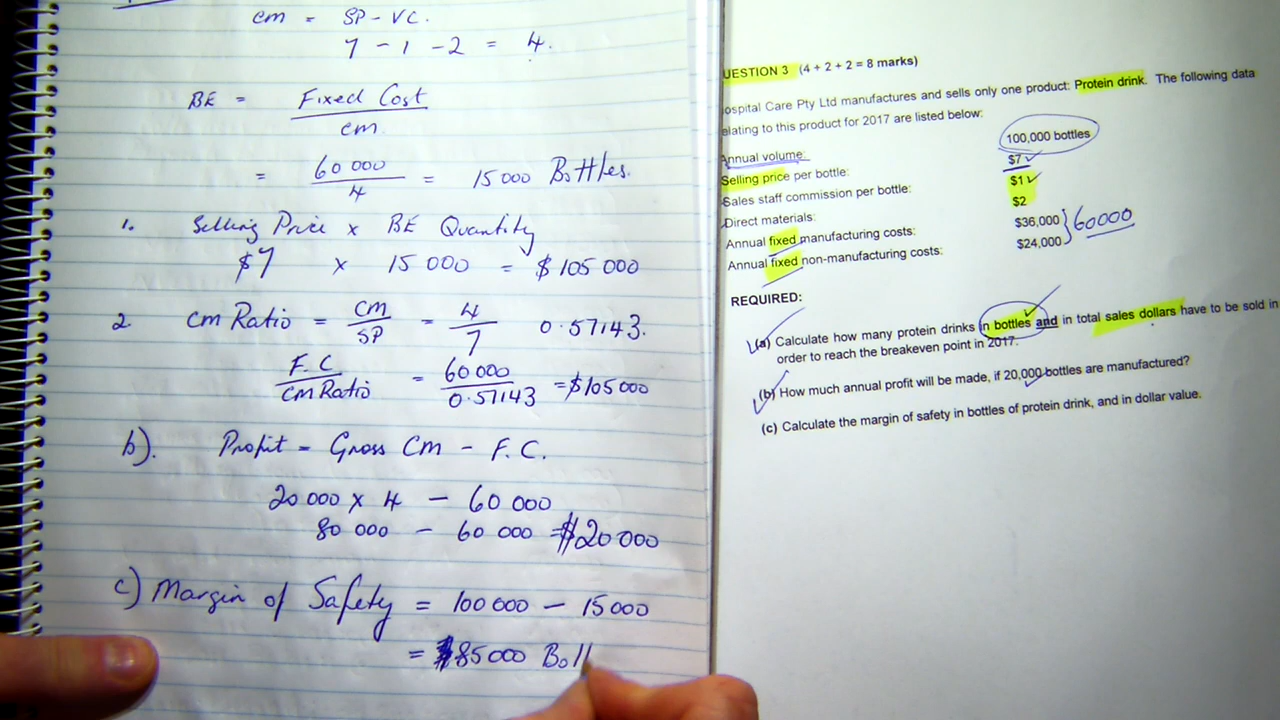 cm = SP - VC.
7 - 1 - 2 = 4.
BE = Fixed Cost
cm
= 60 000
4
= 15 000 Bottles.
1. Selling Price x BE Quantity
$7 x 15 000 = $105 000
2. cm Ratio = CM
SP
= 4
7
0.57143.
F.C
CM Ratio
= 60 000
0.57143
= $105 000
b). Profit = Gross CM - F.C.
20 000 x 4 - 60 000
80 000 - 60 000 = $20 000
c) Margin of Safety = 100 000 - 15 000
= 85 000 Bott
UESTION 3 (4 + 2 + 2 = 8 marks)
ospital Care Pty Ltd manufactures and sells only one product: Protein drink. The following data
elating to this product for 2017 are listed below:
Annual volume: 100,000 bottles
Selling price per bottle: $7
Sales staff commission per bottle: $1
Direct materials: $2
Annual fixed manufacturing costs: $36,000
Annual fixed non-manufacturing costs: $24,000
60000
REQUIRED:
(a) Calculate how many protein drinks in bottles and in total sales dollars have to be sold in
order to reach the breakeven point in 2017.
(b) How much annual profit will be made, if 20,000 bottles are manufactured?
(c) Calculate the margin of safety in bottles of protein drink, and in dollar value.